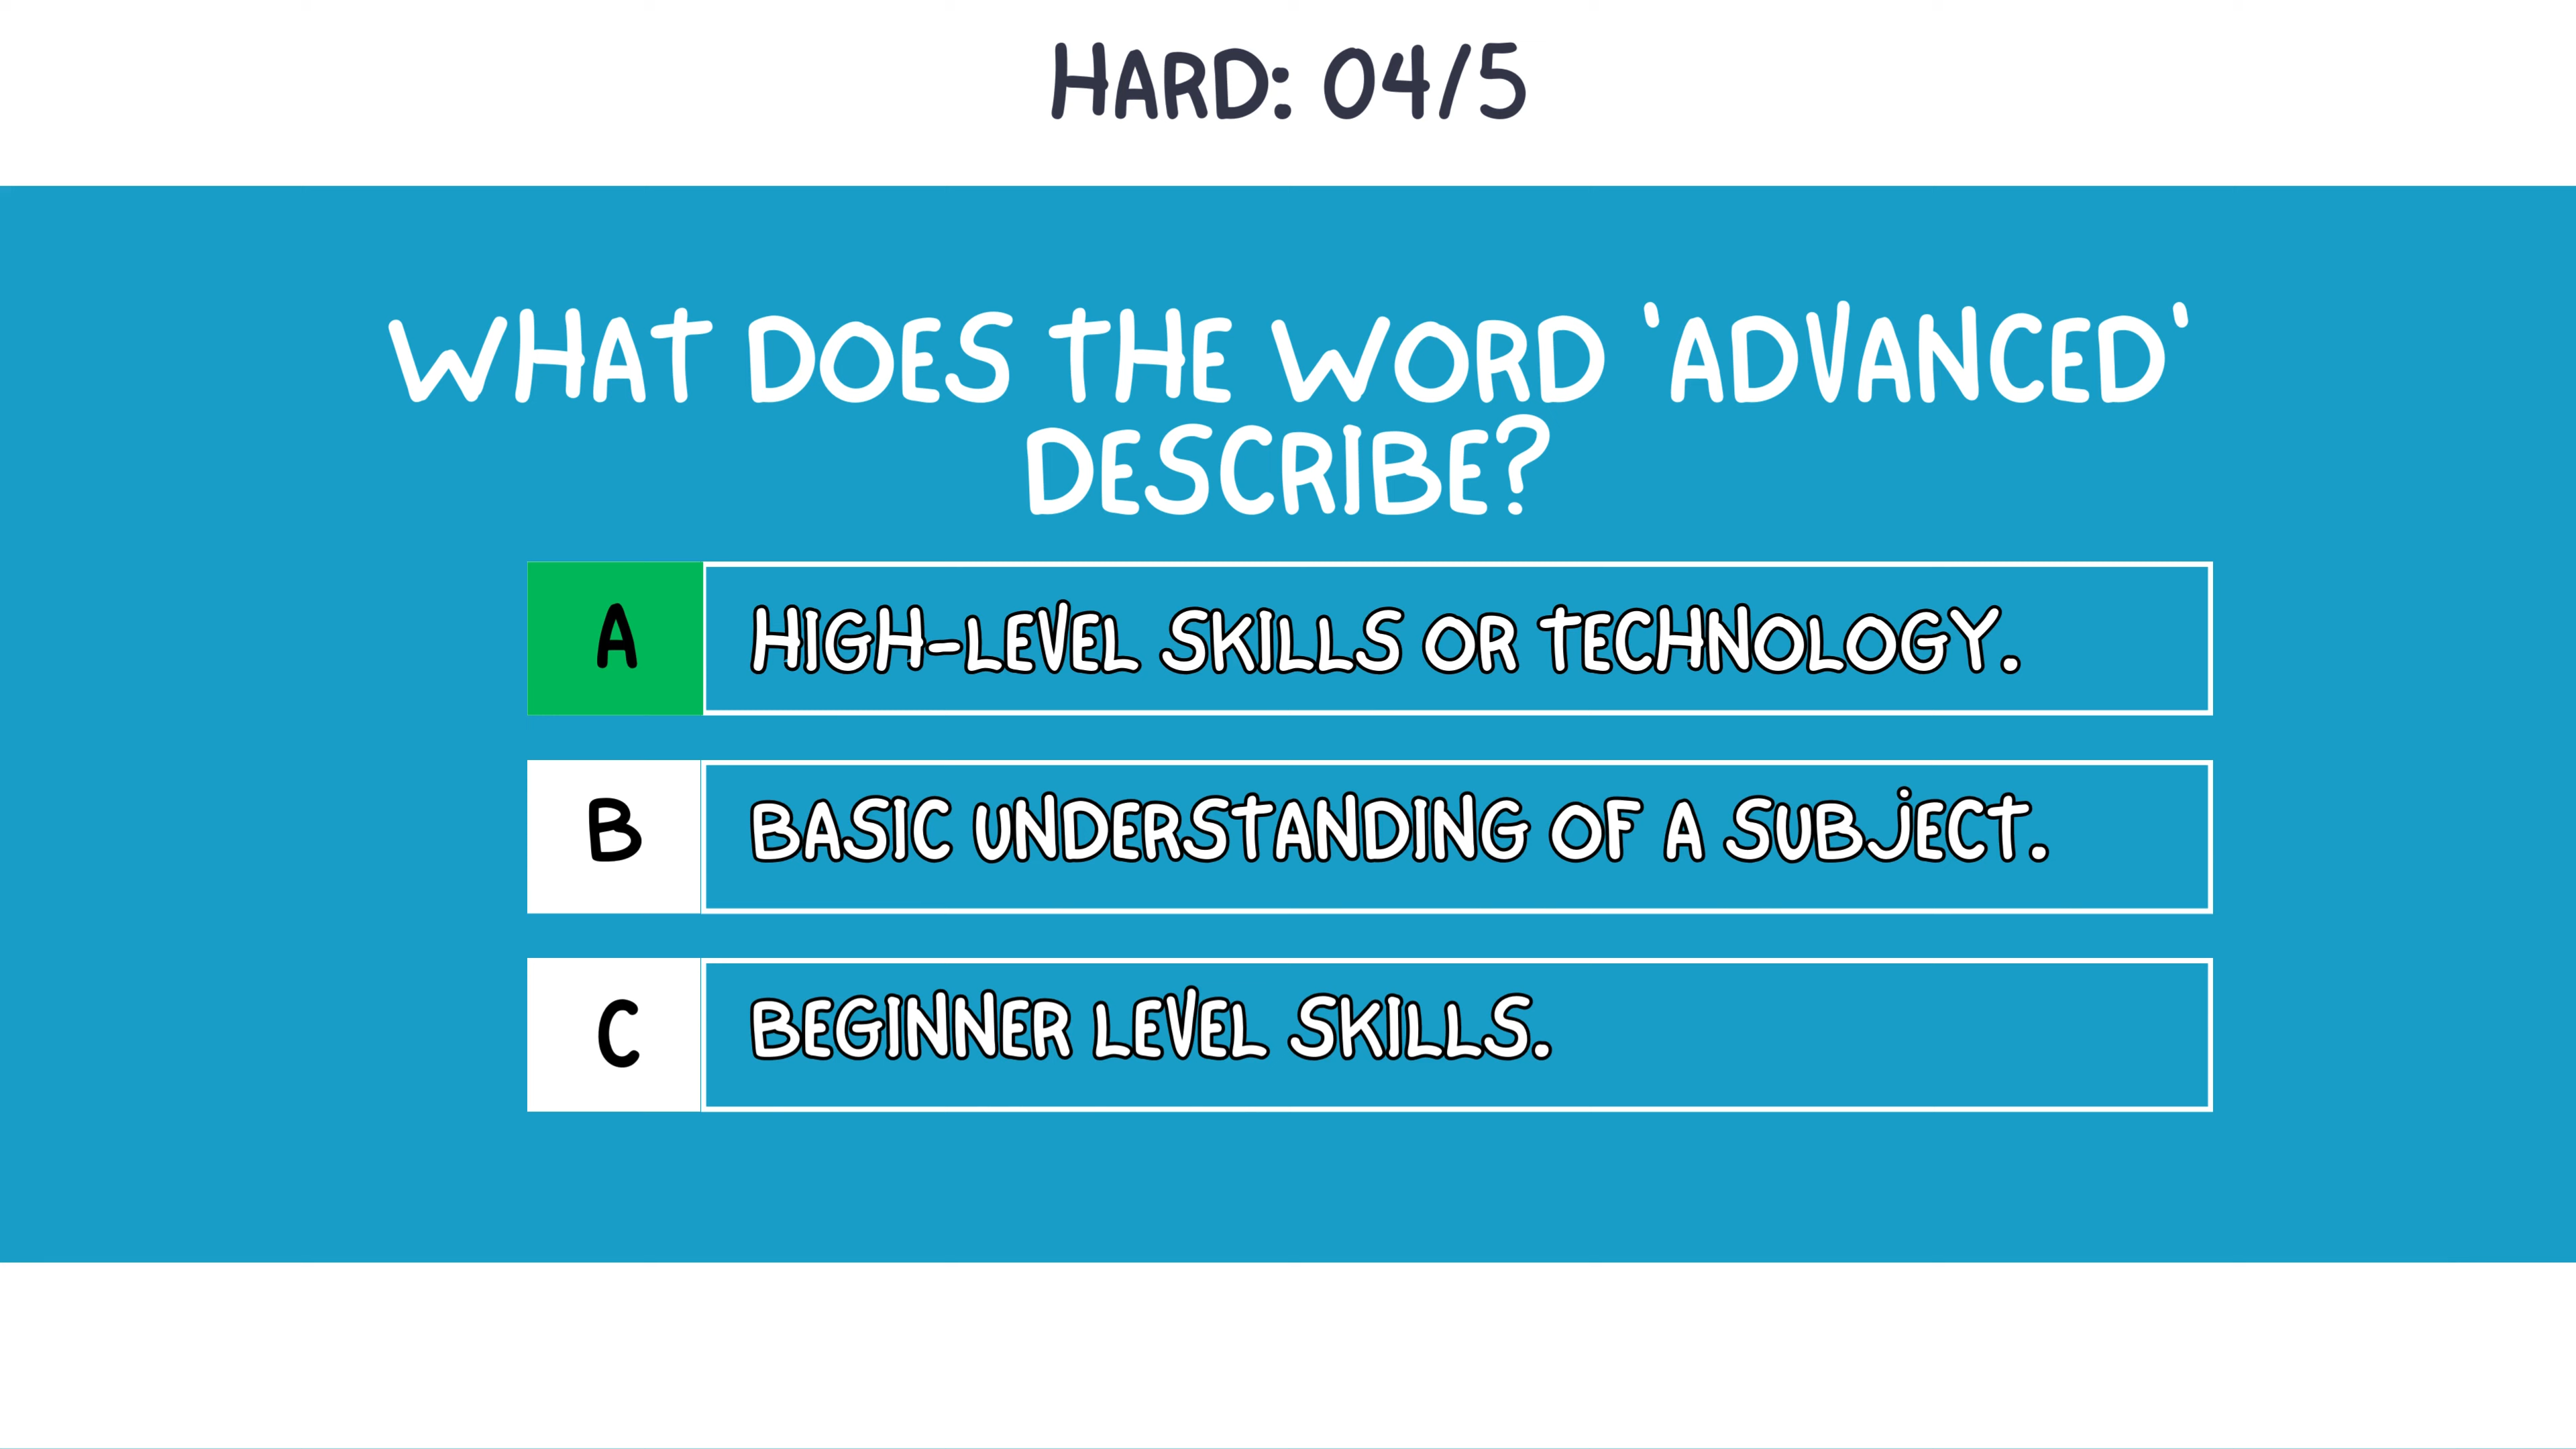 HARD: 04/5
WHAT DOES THE WORD 'ADVANCED'
DESCRIBE?
A HIGH-LEVEL SKILLS OR TECHNOLOGY.
B BASIC UNDERSTANDING OF A SUBJECT.
C BEGINNER LEVEL SKILLS.